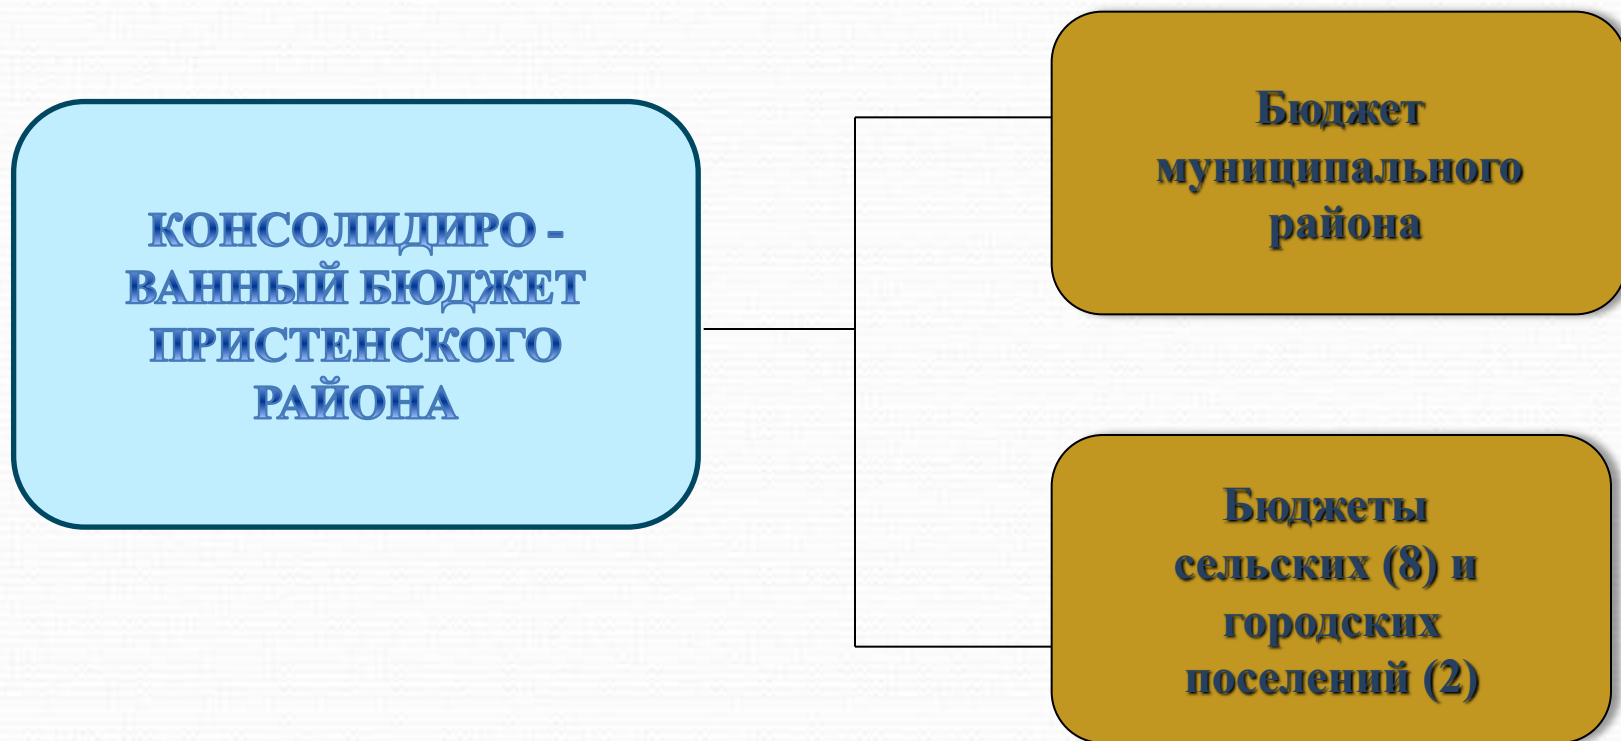 КОНСОЛИДИРО -
ВАННЫЙ БЮДЖЕТ
ПРИСТЕНСКОГО
РАЙОНА
Бюджет
муниципального
района
Бюджеты
сельских (8) и
городских
поселений (2)